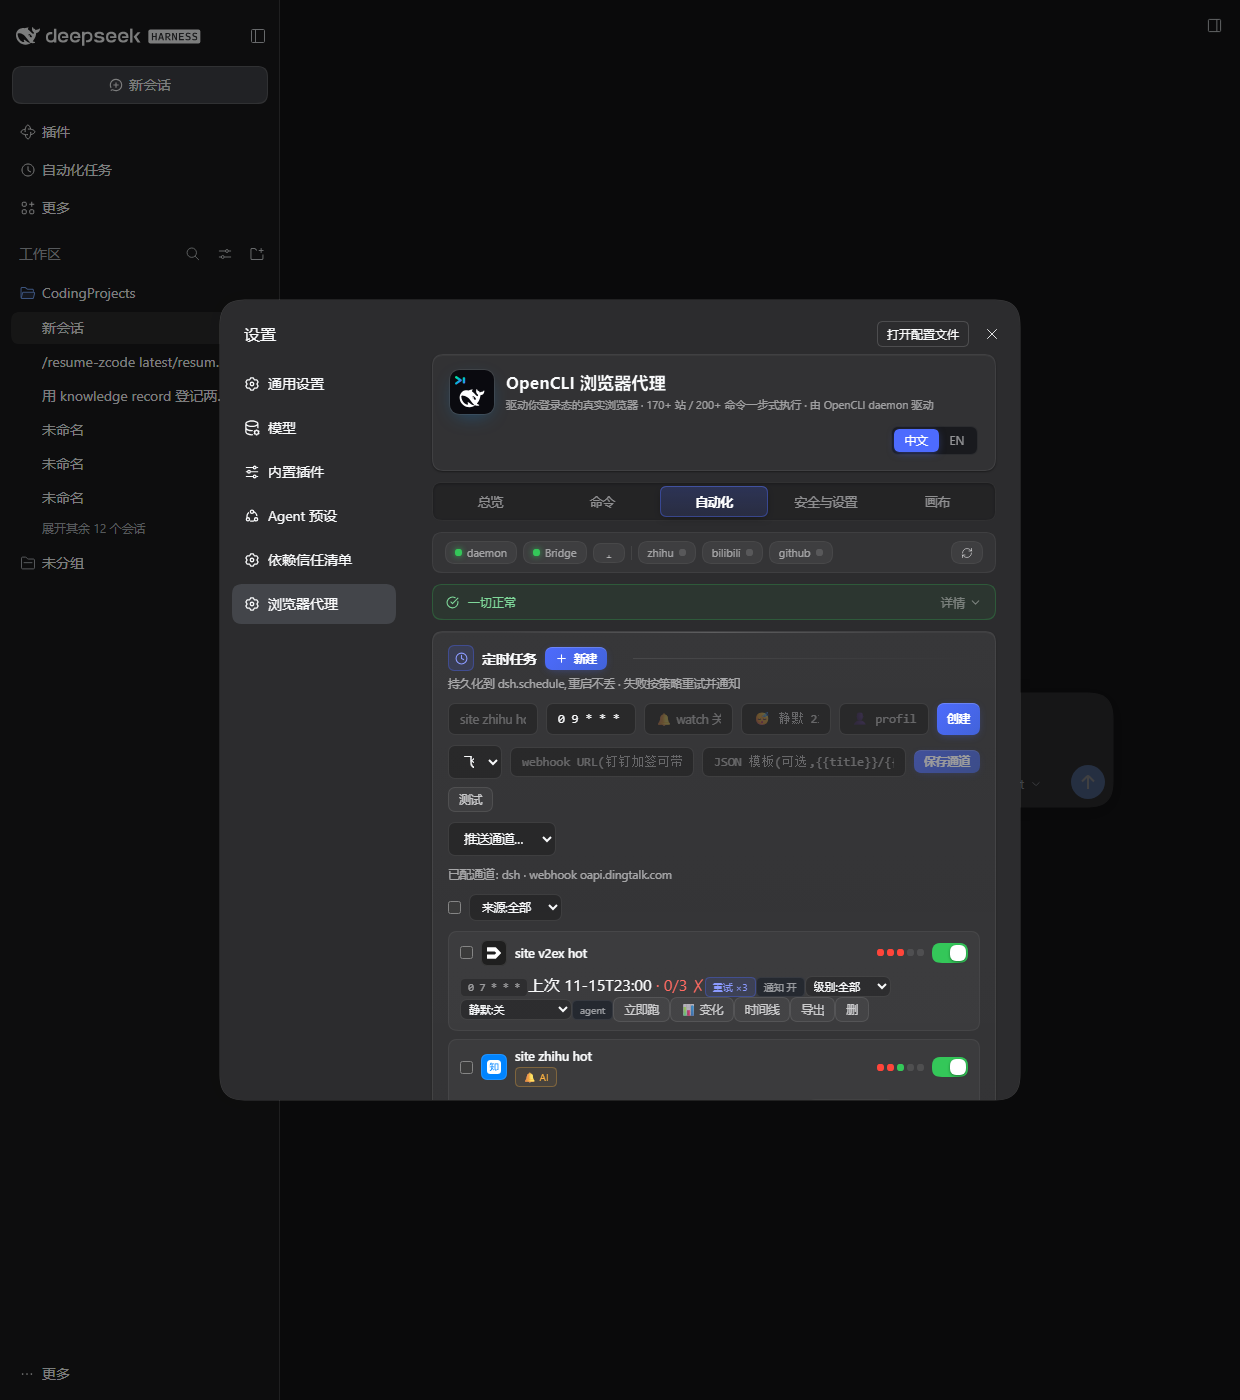 deepseek HARNESS
新会话
插件
自动化任务
更多
工作区
CodingProjects
新会话
/resume-zcode latest/resum...
用 knowledge record 登记两...
未命名
未命名
未命名
展开其余 12 个会话
未分组
更多
设置
打开配置文件
通用设置
模型
内置插件
Agent 预设
依赖信任清单
浏览器代理
OpenCLI 浏览器代理
驱动你登录态的真实浏览器 · 170+ 站 / 200+ 命令一步式执行 · 由 OpenCLI daemon 驱动
中文 EN
总览 命令 自动化 安全与设置 画布
daemon Bridge zhihu bilibili github
一切正常 详情
定时任务 + 新建
持久化到 dsh.schedule, 重启不丢 · 失败按策略重试并通知
site zhihu ho 0 9 * * * 🔔 watch 关 😴 静默 2 👤 profil 创建
飞 webhook URL(钉钉加签可带 JSON 模板(可选,{{title}}/{ 保存通道
测试
推送通道...
已配通道: dsh · webhook oapi.dingtalk.com
来源:全部
site v2ex hot
0 7 * * * 上次 11-15T23:00 · 0/3 ✗ 重试 ×3 通知 开 级别:全部
静默:关 agent 立即跑 📊 变化 时间线 导出 删
site zhihu hot
知
🔔 AI